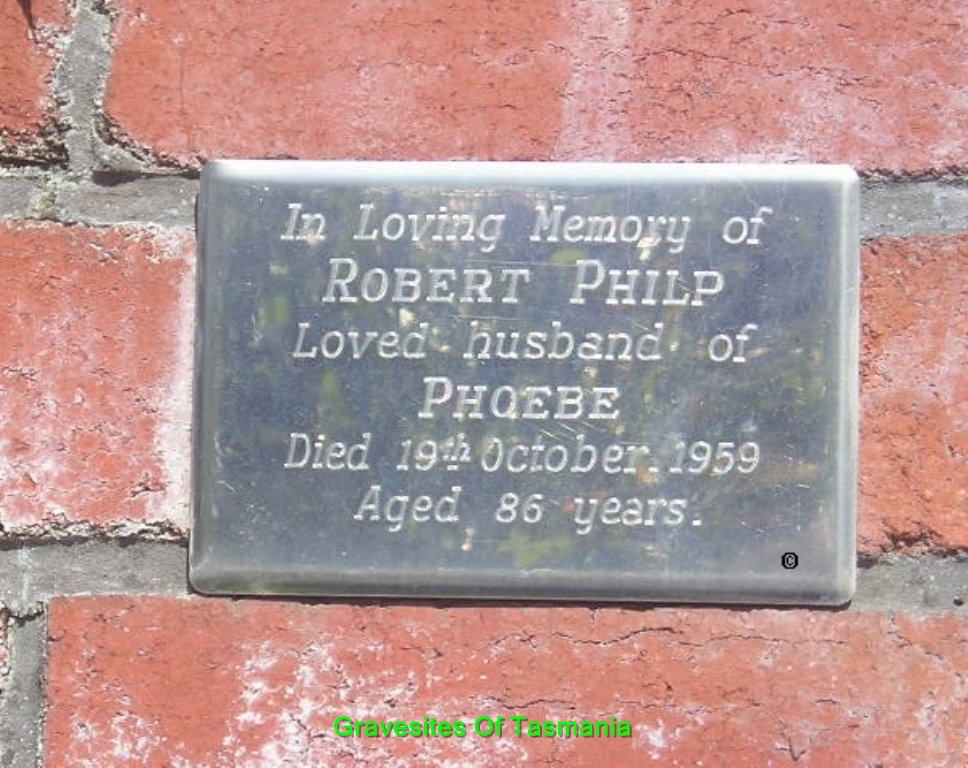 In Loving Memory of
ROBERT PHILP
Loved husband of
PHOEBE
Died 19th October. 1959
Aged 86 years.
©
Gravesites Of Tasmania